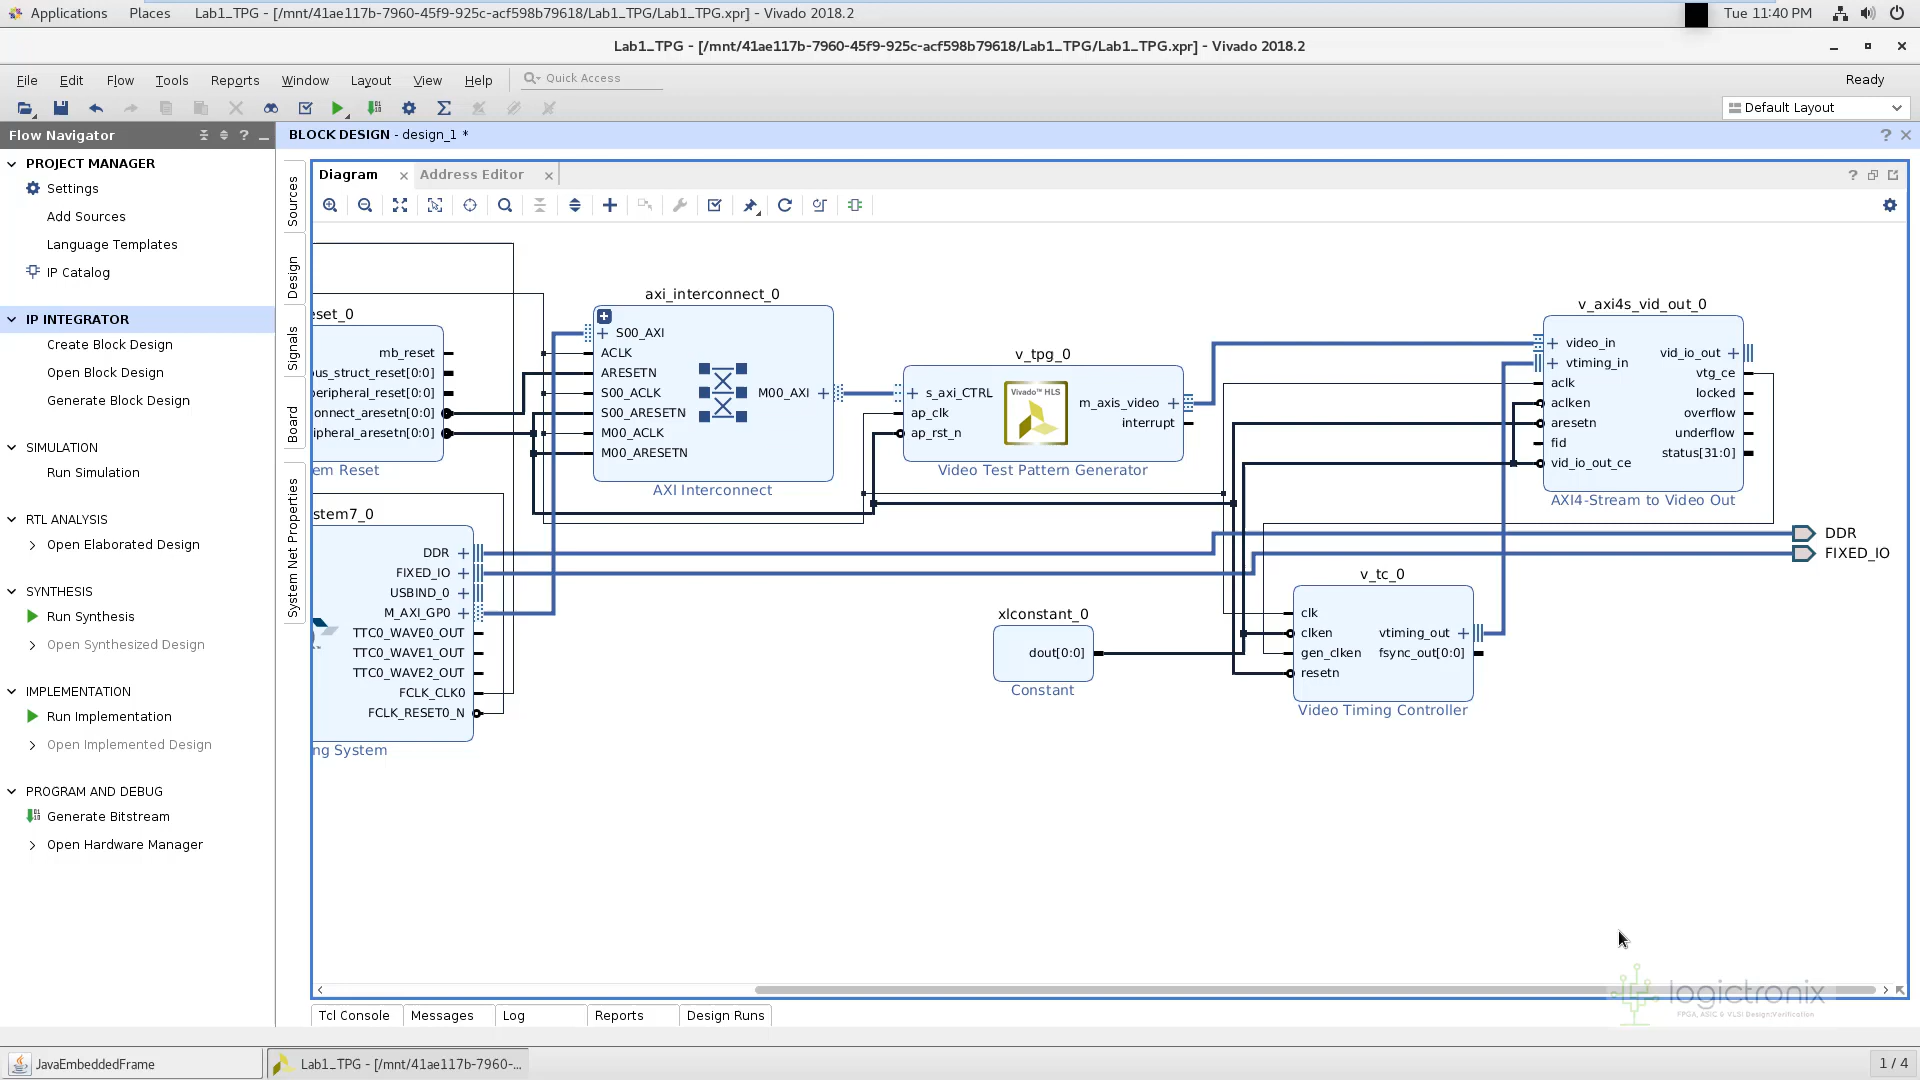 Applications Places Lab1_TPG - [/mnt/41ae117b-7960-45f9-925c-acf598b79618/Lab1_TPG/Lab1_TPG.xpr] - Vivado 2018.2 Tue 11:40 PM
Lab1_TPG - [/mnt/41ae117b-7960-45f9-925c-acf598b79618/Lab1_TPG/Lab1_TPG.xpr] - Vivado 2018.2
File Edit Flow Tools Reports Window Layout View Help Quick Access Ready
Default Layout
Flow Navigator
PROJECT MANAGER
Settings
Add Sources
Language Templates
IP Catalog
IP INTEGRATOR
Create Block Design
Open Block Design
Generate Block Design
SIMULATION
Run Simulation
RTL ANALYSIS
Open Elaborated Design
SYNTHESIS
Run Synthesis
Open Synthesized Design
IMPLEMENTATION
Run Implementation
Open Implemented Design
PROGRAM AND DEBUG
Generate Bitstream
Open Hardware Manager
BLOCK DESIGN - design_1 *
Sources
Design
Signals
Board
System Net Properties
Diagram
Address Editor
eset_0
mb_reset
ous_struct_reset[0:0]
peripheral_reset[0:0]
onnect_aresetn[0:0]
ipheral_aresetn[0:0]
em Reset
stem7_0
DDR
FIXED_IO
USBIND_0
M_AXI_GP0
TTC0_WAVE0_OUT
TTC0_WAVE1_OUT
TTC0_WAVE2_OUT
FCLK_CLK0
FCLK_RESET0_N
ng System
axi_interconnect_0
S00_AXI
ACLK
ARESETN
S00_ACLK
S00_ARESETN
M00_ACLK
M00_ARESETN
M00_AXI
AXI Interconnect
v_tpg_0
s_axi_CTRL
ap_clk
ap_rst_n
Vivado™ HLS
m_axis_video
interrupt
Video Test Pattern Generator
xlconstant_0
dout[0:0]
Constant
v_tc_0
clk
clken
gen_clken
resetn
vtiming_out
fsync_out[0:0]
Video Timing Controller
v_axi4s_vid_out_0
video_in
vtiming_in
aclk
aclken
aresetn
fid
vid_io_out_ce
vid_io_out
vtg_ce
locked
overflow
underflow
status[31:0]
AXI4-Stream to Video Out
DDR
FIXED_IO
logictronix
FPGA, ASIC & VLSI Design|Verification
Tcl Console Messages Log Reports Design Runs
JavaEmbeddedFrame
Lab1_TPG - [/mnt/41ae117b-7960-...
1 / 4